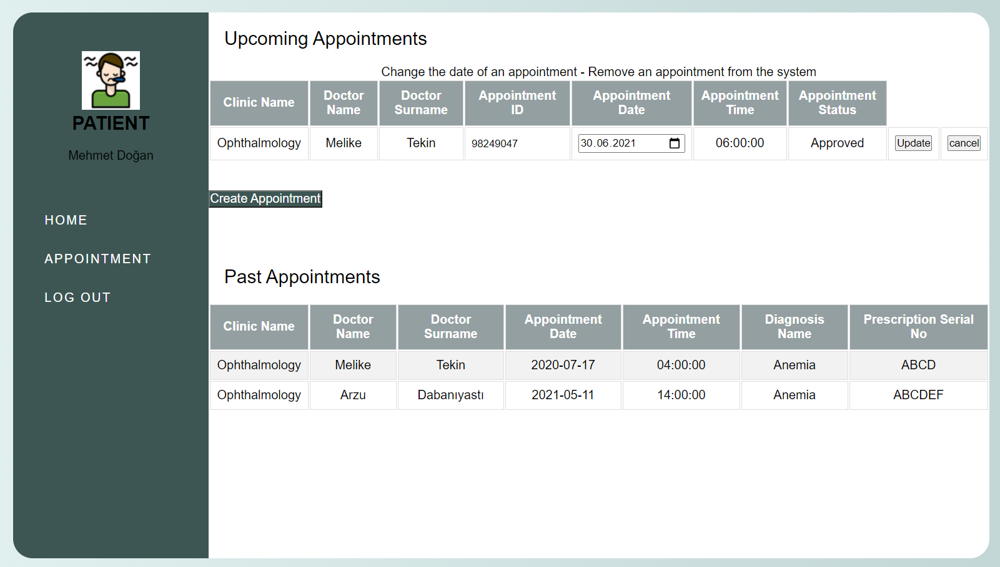 PATIENT
Mehmet Doğan
HOME
APPOINTMENT
LOG OUT
Upcoming Appointments
Change the date of an appointment - Remove an appointment from the system
Clinic Name Doctor Name Doctor Surname Appointment ID Appointment Date Appointment Time Appointment Status
Ophthalmology Melike Tekin 98249047 30.06.2021 06:00:00 Approved Update cancel
Create Appointment
Past Appointments
Clinic Name Doctor Name Doctor Surname Appointment Date Appointment Time Diagnosis Name Prescription Serial No
Ophthalmology Melike Tekin 2020-07-17 04:00:00 Anemia ABCD
Ophthalmology Arzu Dabanıyastı 2021-05-11 14:00:00 Anemia ABCDEF